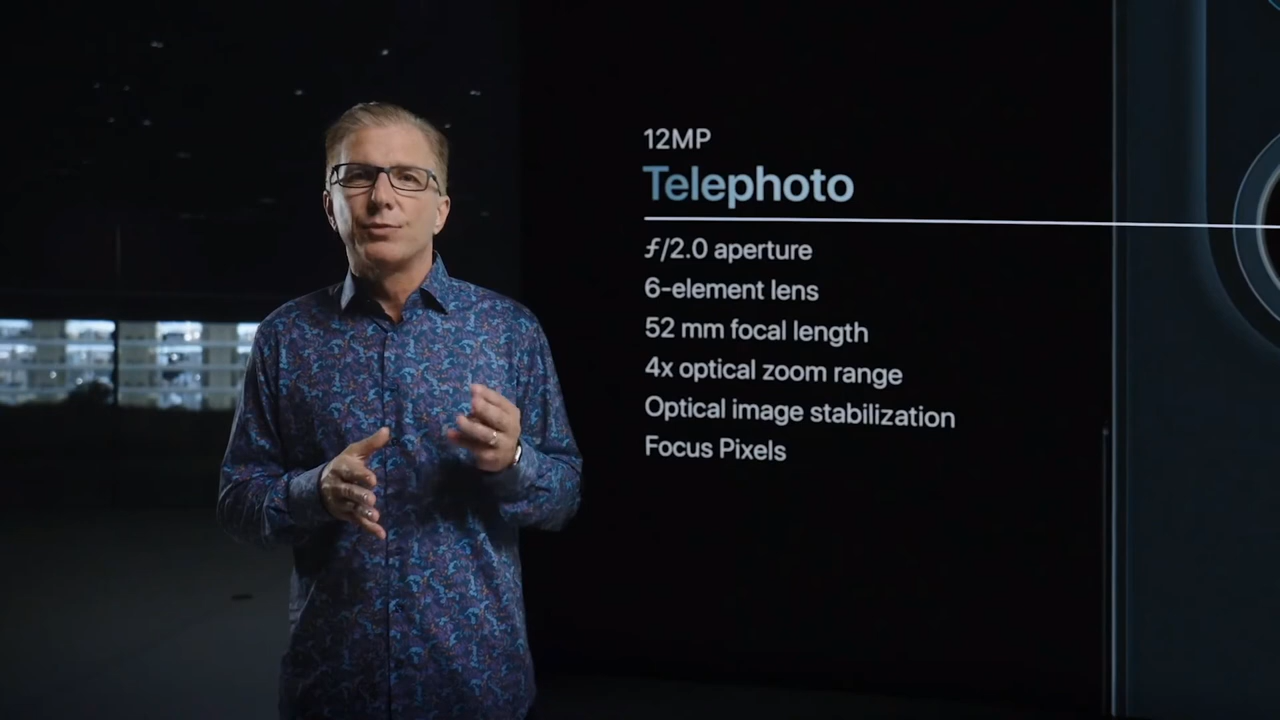 12MP
Telephoto
ƒ/2.0 aperture
6-element lens
52 mm focal length
4x optical zoom range
Optical image stabilization
Focus Pixels